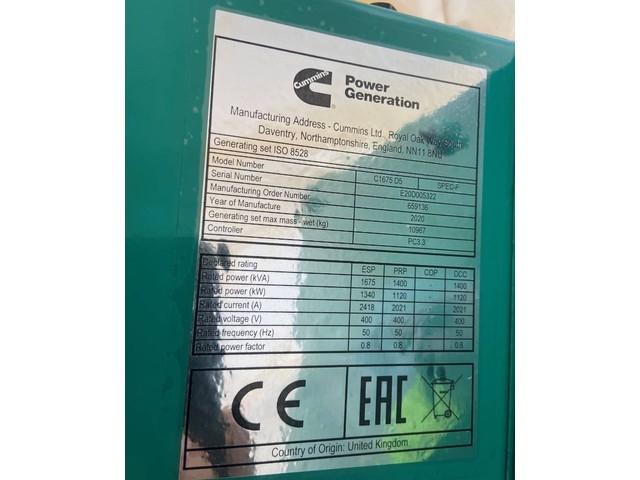 Cummins
Power
Generation
Manufacturing Address - Cummins Ltd., Royal Oak Way South
Daventry, Northamptonshire, England, NN11 8NU
Generating set ISO 8528
Model Number C1675 D5 SPEC-F
Serial Number E20D005322
Manufacturing Order Number 659136
Year of Manufacture 2020
Generating set max mass - wet (kg) 10967
Controller PC3.3
Declared rating ESP PRP COP DCC
Rated power (kVA) 1675 1400 - 1400
Rated power (kW) 1340 1120 - 1120
Rated current (A) 2418 2021 - 2021
Rated voltage (V) 400 400 - 400
Rated frequency (Hz) 50 50 - 50
Rated power factor 0.8 0.8 - 0.8
CE EAC
Country of Origin: United Kingdom